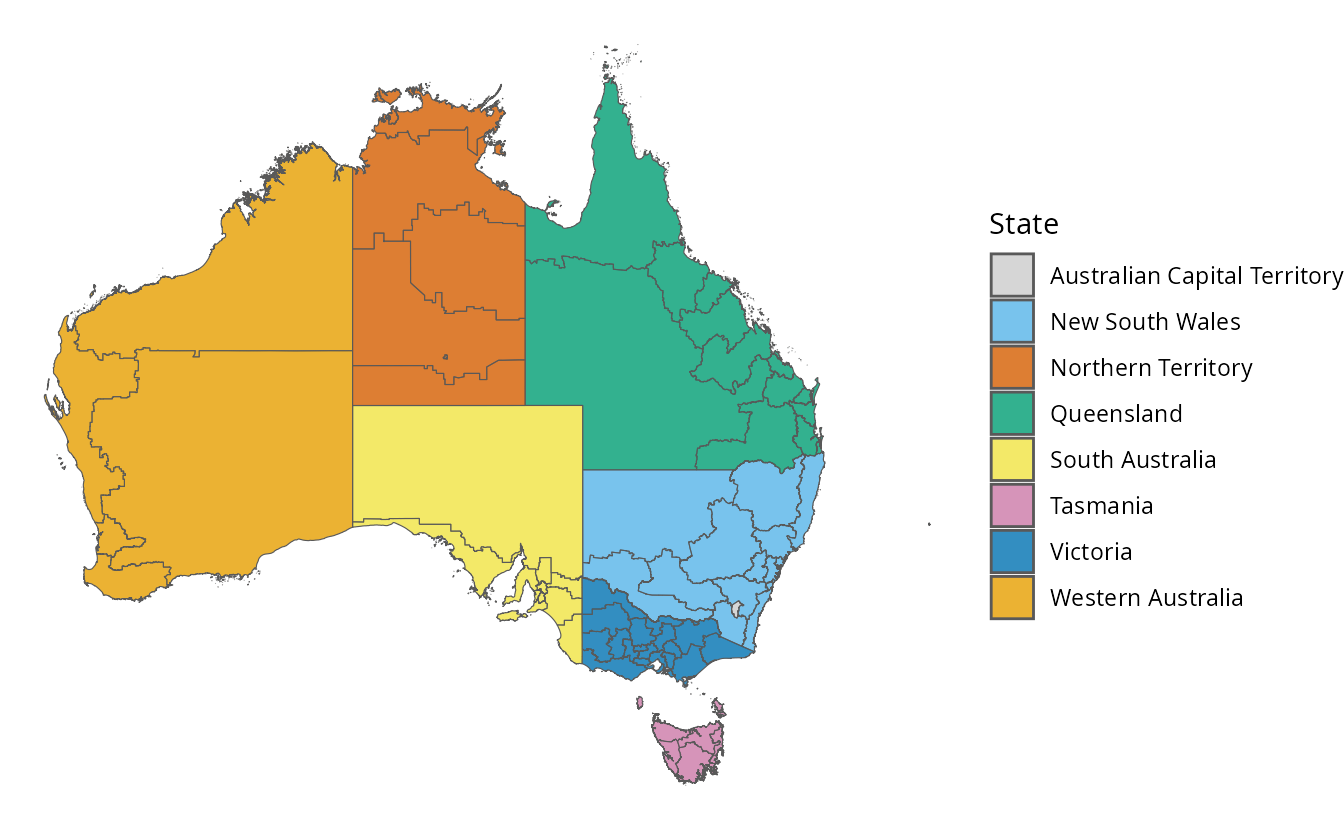 State
Australian Capital Territory
New South Wales
Northern Territory
Queensland
South Australia
Tasmania
Victoria
Western Australia